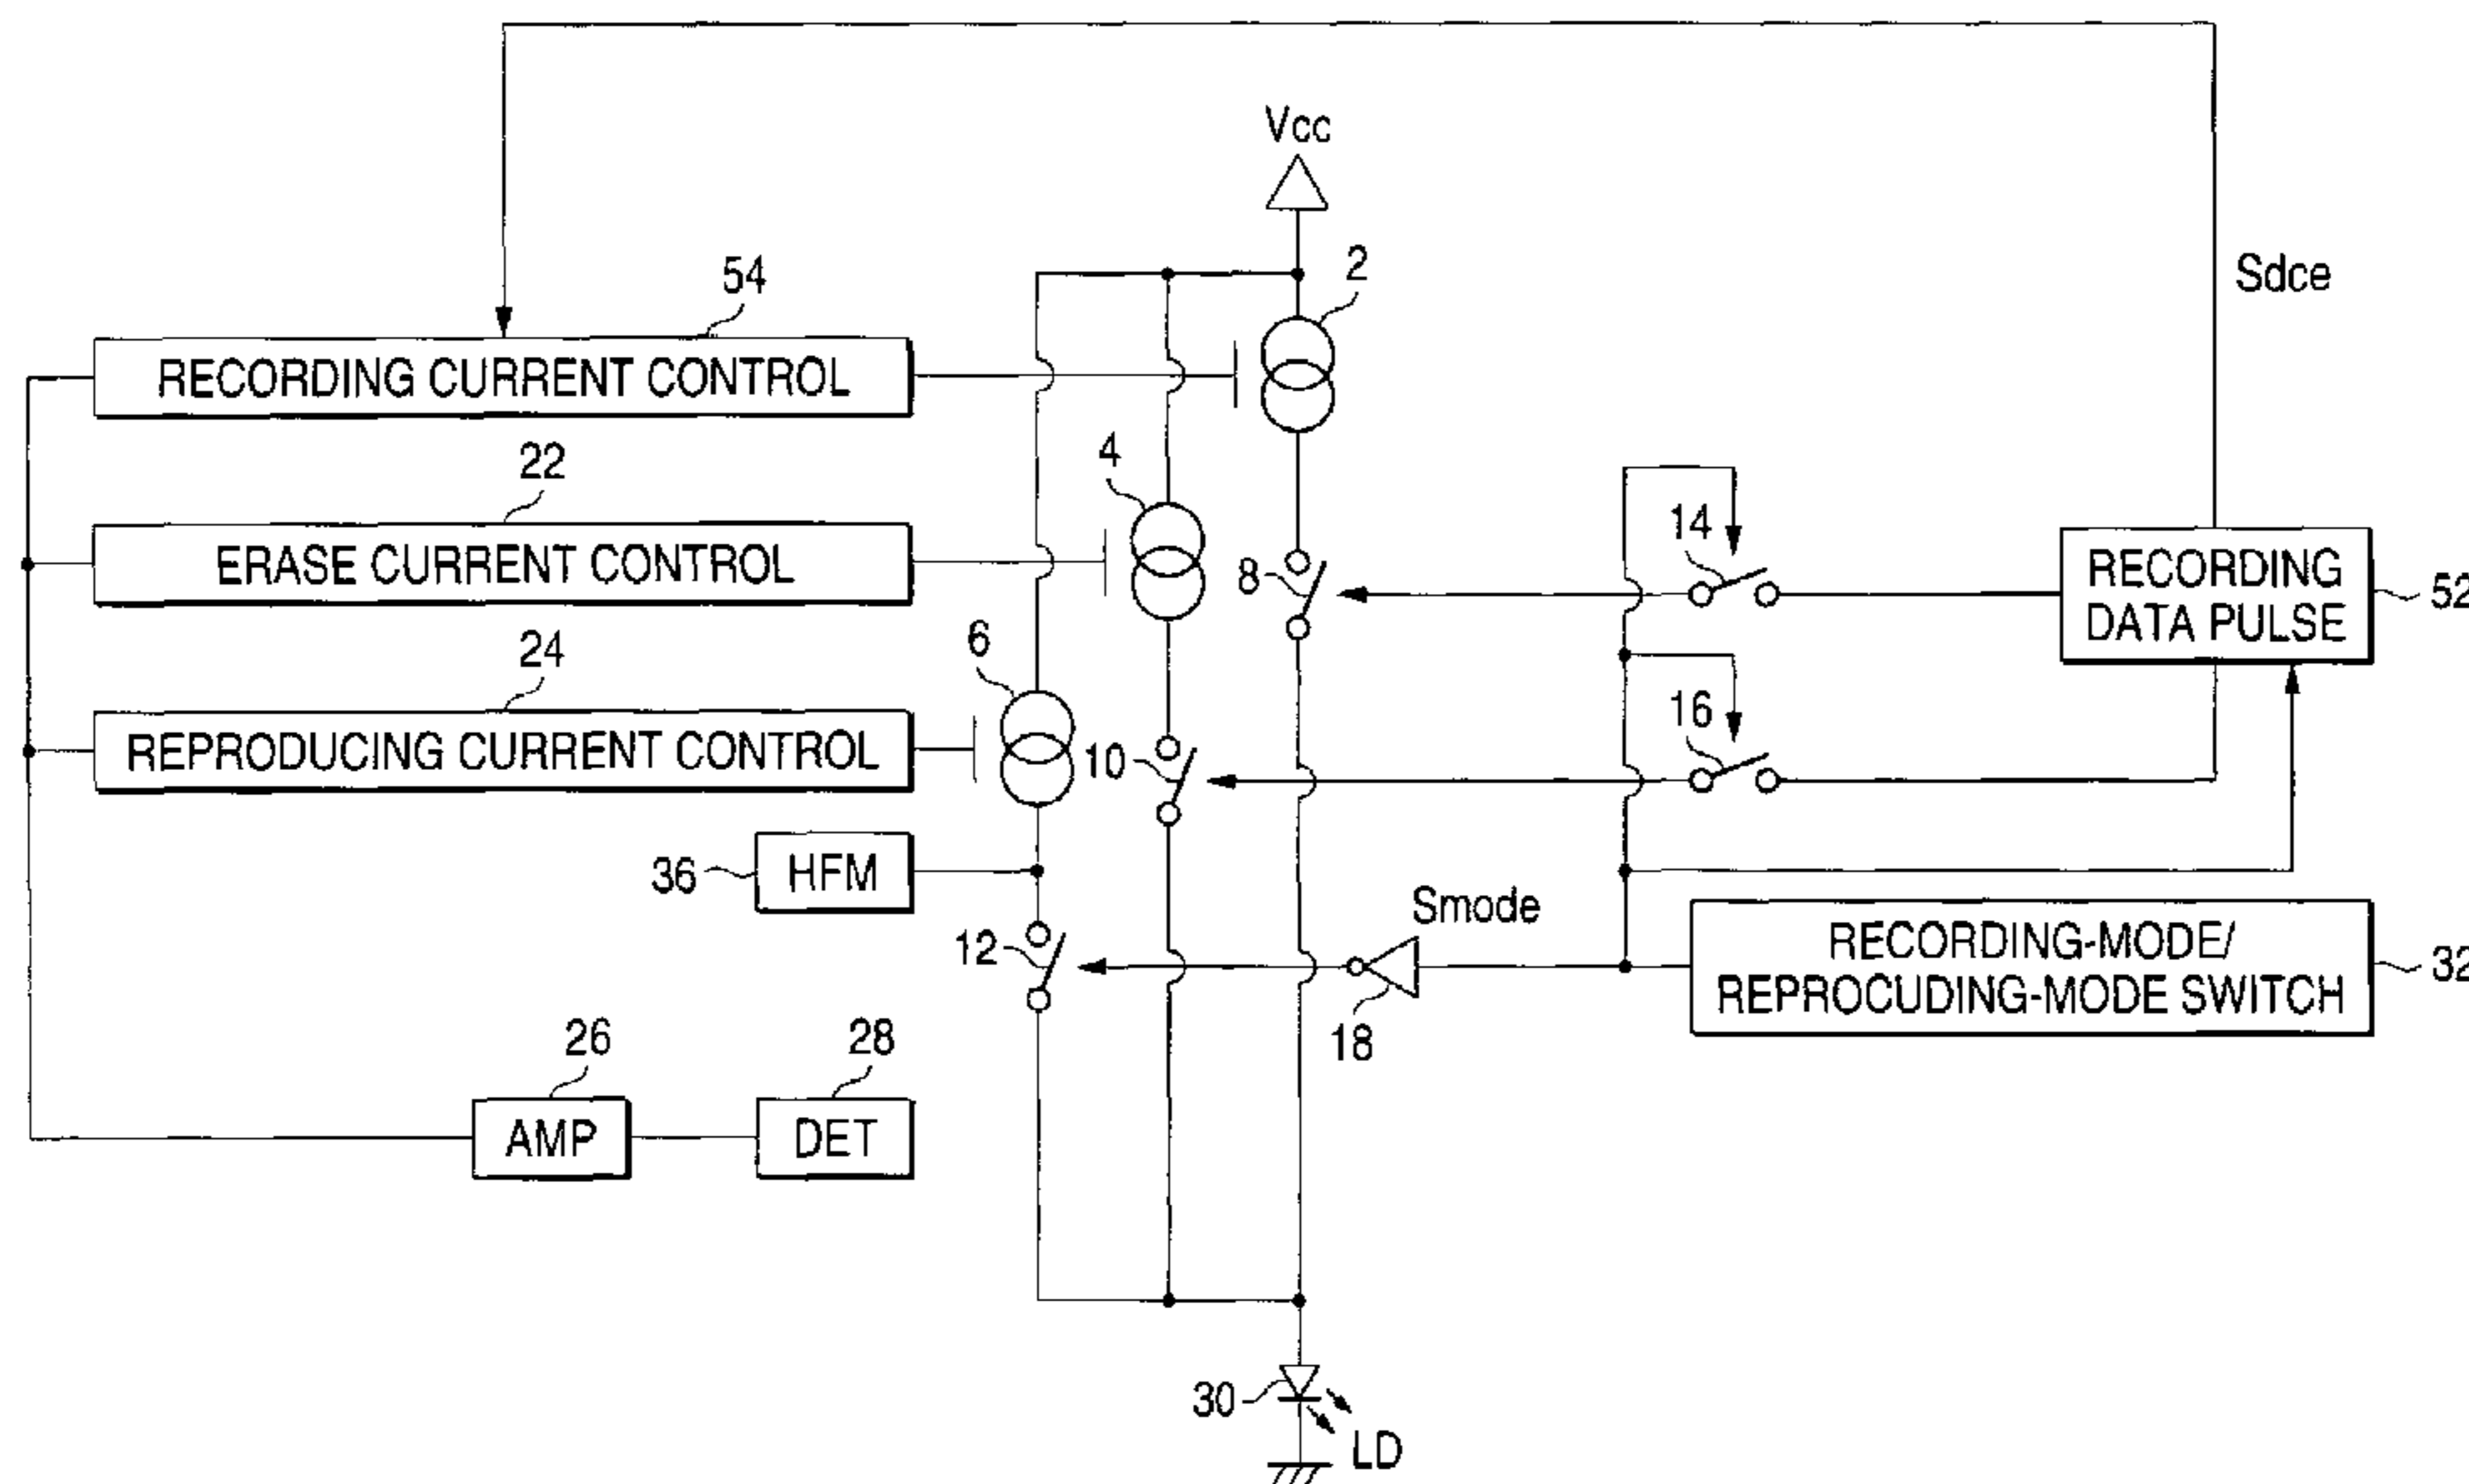 Vcc
2
Sdce
54
RECORDING CURRENT CONTROL
22
4
ERASE CURRENT CONTROL
8
14
RECORDING
DATA PULSE
52
24
6
REPRODUCING CURRENT CONTROL
10
16
36
HFM
Smode
12
18
RECORDING-MODE/
REPROCUDING-MODE SWITCH
32
26
28
AMP
DET
30
LD